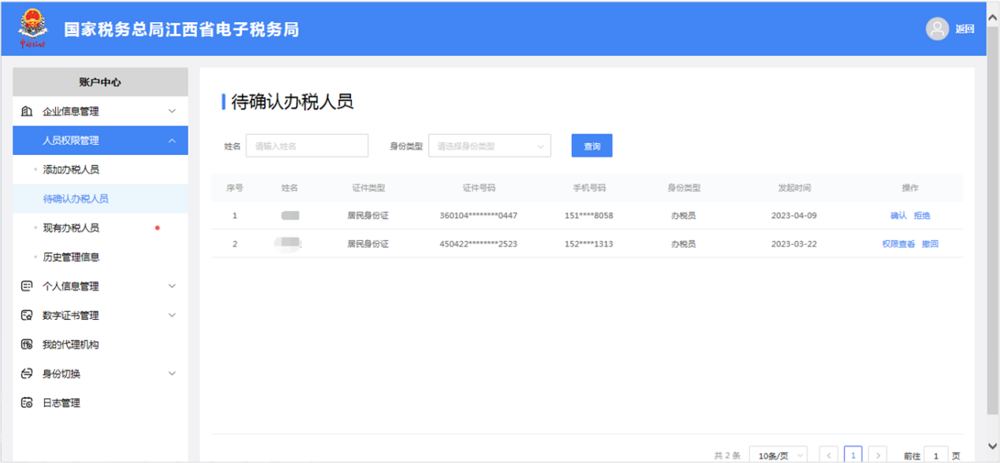 国家税务总局江西省电子税务局
返回
账户中心
企业信息管理
人员权限管理
添加办税人员
待确认办税人员
现有办税人员
历史管理信息
个人信息管理
数字证书管理
我的代理机构
身份切换
日志管理
待确认办税人员
姓名 请输入姓名 身份类型 请选择身份类型 查询
序号 姓名 证件类型 证件号码 手机号码 身份类型 发起时间 操作
1 居民身份证 360104********0447 151****8058 办税员 2023-04-09 确认 拒绝
2 居民身份证 450422********2523 152****1313 办税员 2023-03-22 权限查看 撤回
共 2 条 10条/页 < 1 > 前往 1 页